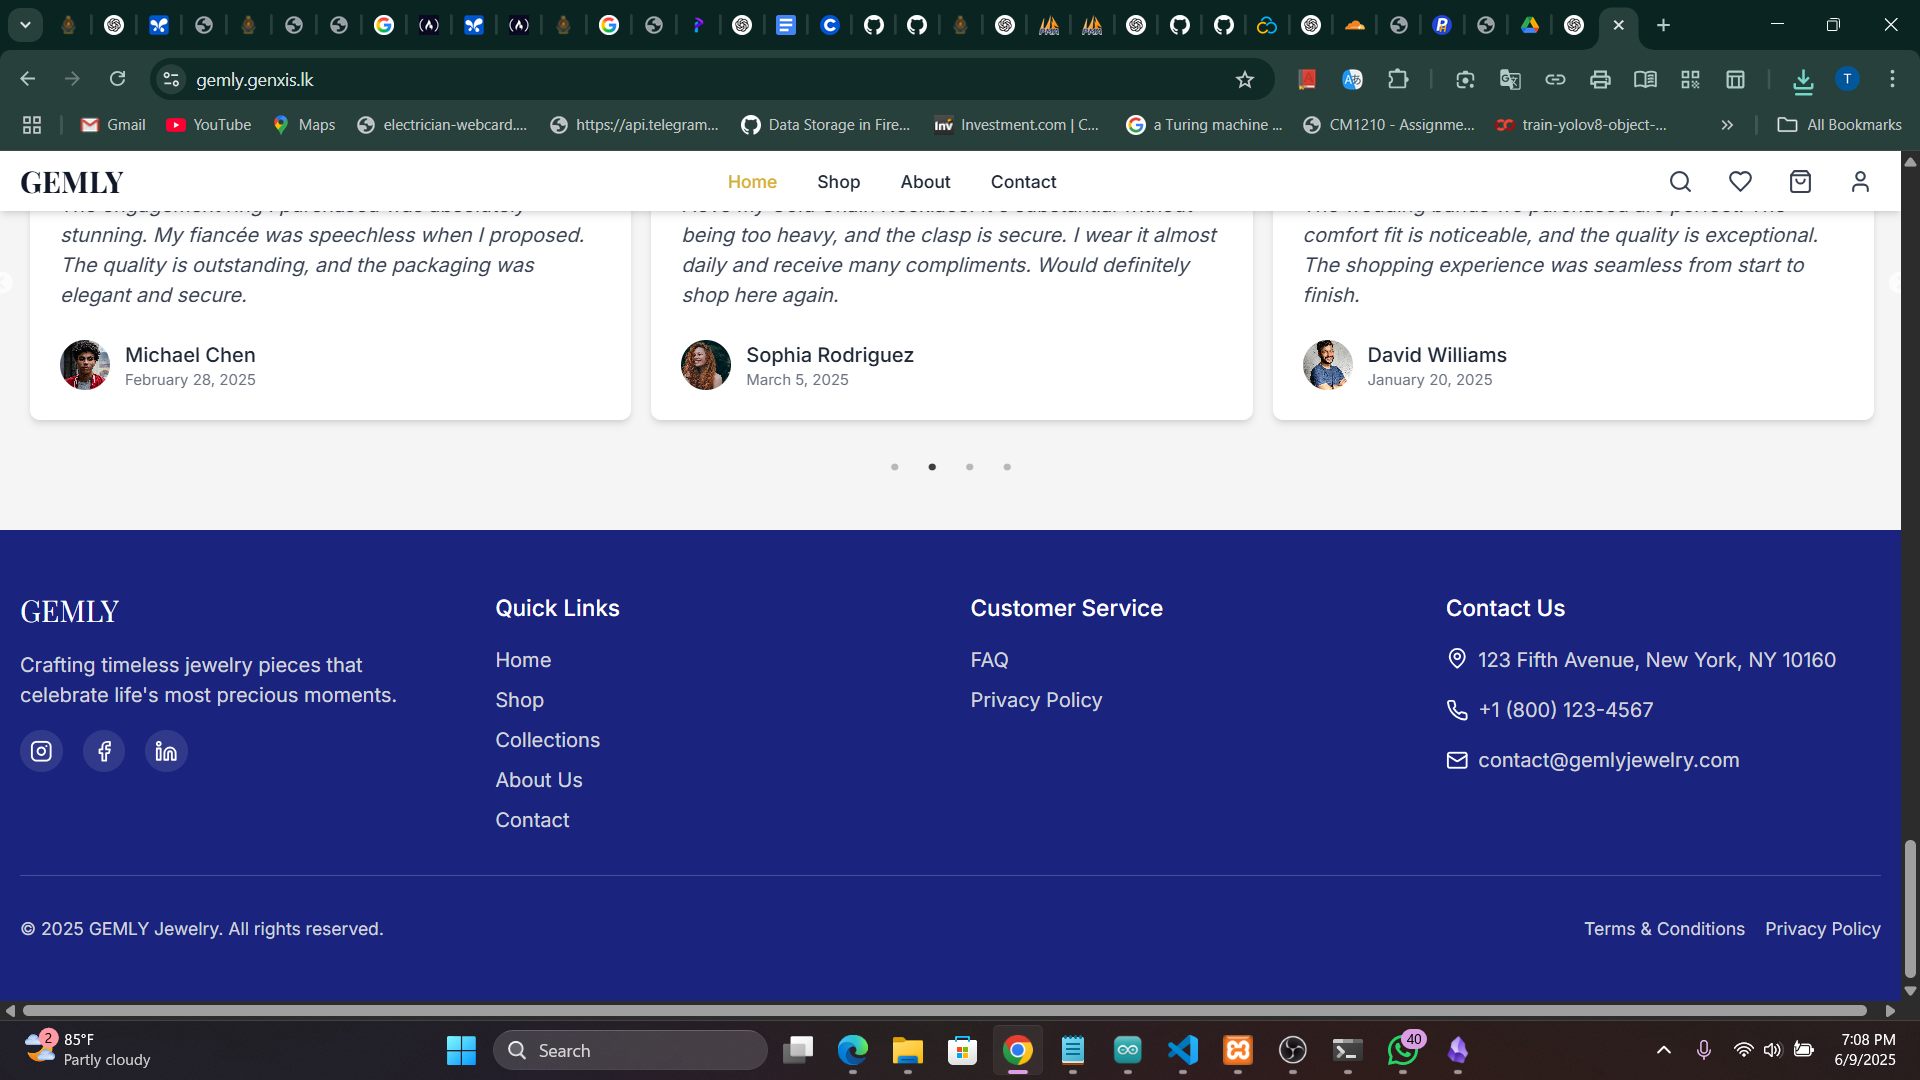 gemly.genxis.lk
T
Gmail
YouTube
Maps
electrician-webcard....
https://api.telegram...
Data Storage in Fire...
Investment.com | C...
a Turing machine ...
CM1210 - Assignme...
train-yolov8-object-...
All Bookmarks
GEMLY
Home
Shop
About
Contact
stunning. My fiancée was speechless when I proposed.
The quality is outstanding, and the packaging was
elegant and secure.
Michael Chen
February 28, 2025
being too heavy, and the clasp is secure. I wear it almost
daily and receive many compliments. Would definitely
shop here again.
Sophia Rodriguez
March 5, 2025
comfort fit is noticeable, and the quality is exceptional.
The shopping experience was seamless from start to
finish.
David Williams
January 20, 2025
GEMLY
Crafting timeless jewelry pieces that
celebrate life's most precious moments.
Quick Links
Home
Shop
Collections
About Us
Contact
Customer Service
FAQ
Privacy Policy
Contact Us
123 Fifth Avenue, New York, NY 10160
+1 (800) 123-4567
contact@gemlyjewelry.com
© 2025 GEMLY Jewelry. All rights reserved.
Terms & Conditions
Privacy Policy
2
85°F
Partly cloudy
Search
40
7:08 PM
6/9/2025